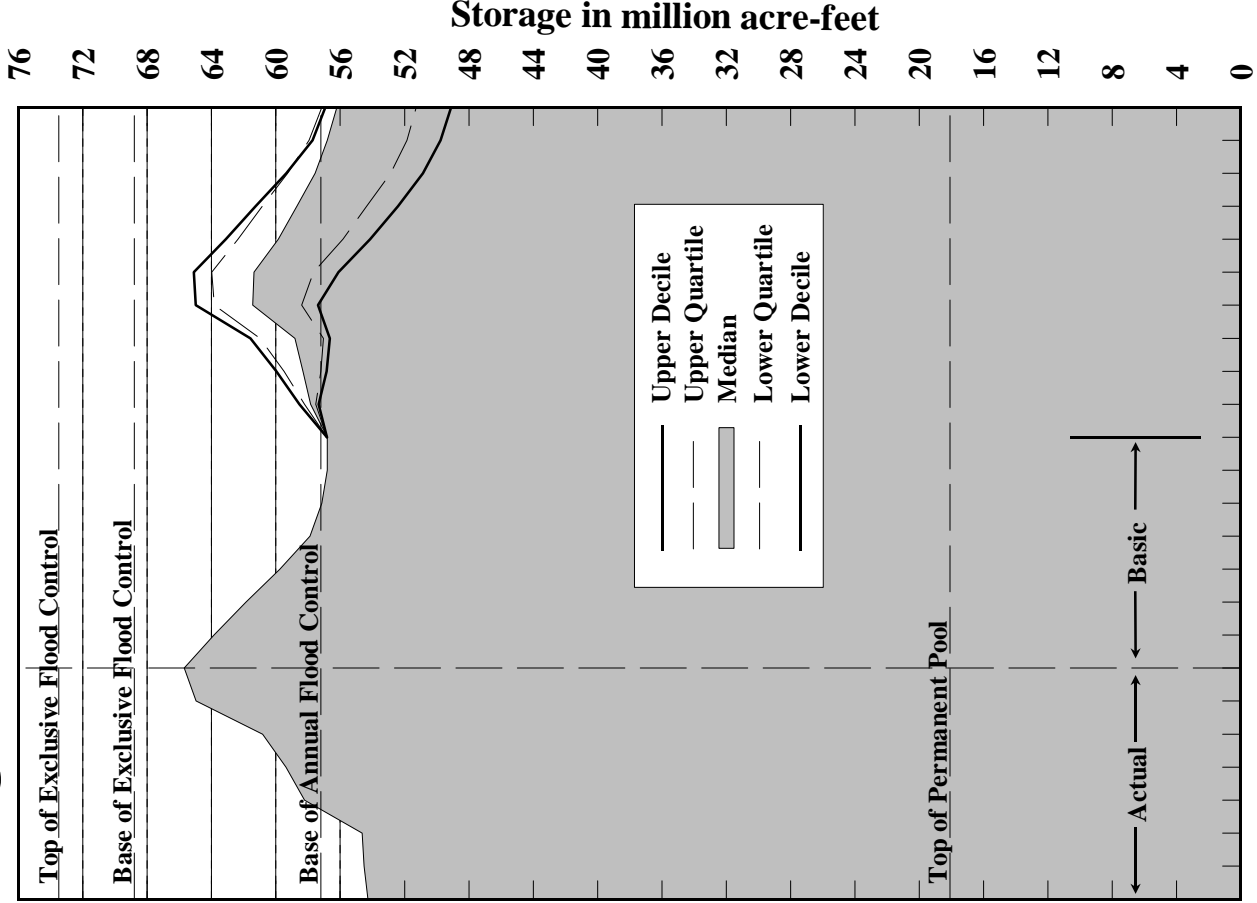 Storage in million acre-feet
76
72
68
64
60
56
52
48
44
40
36
32
28
24
20
16
12
8
4
0
Top of Exclusive Flood Control
Base of Exclusive Flood Control
Base of Annual Flood Control
Top of Permanent Pool
Upper Decile
Upper Quartile
Median
Lower Quartile
Lower Decile
Actual
Basic